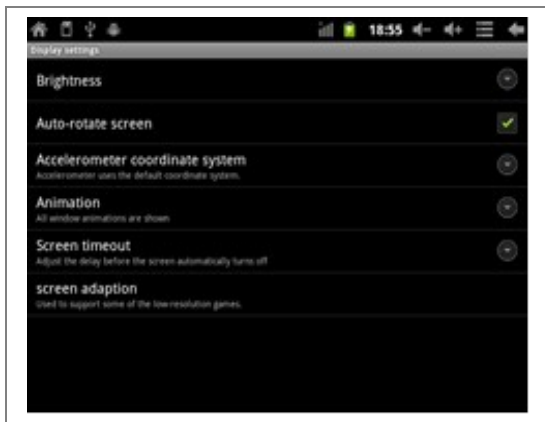 18:55
Display settings
Brightness
Auto-rotate screen
Accelerometer coordinate system
Accelerometer uses the default coordinate system.
Animation
All window animations are shown
Screen timeout
Adjust the delay before the screen automatically turns off
screen adaption
Used to support some of the low-resolution games.